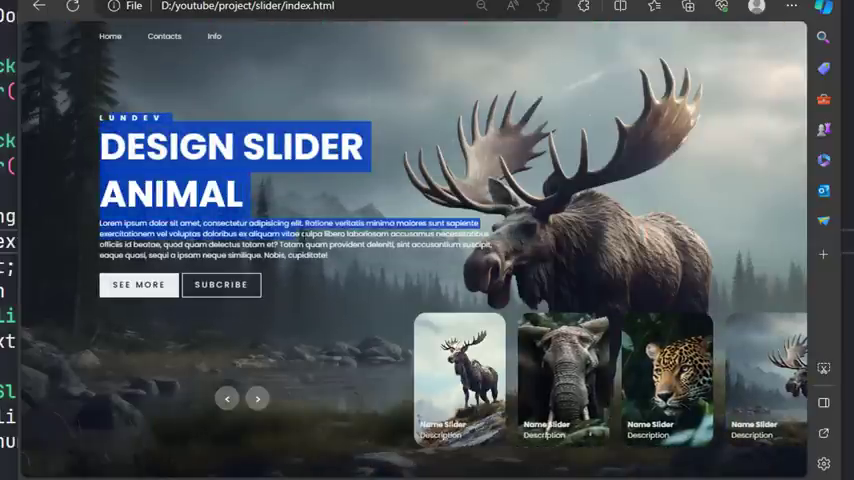 File
D:/youtube/project/slider/index.html
Home Contacts Info
LUNDEV
DESIGN SLIDER
ANIMAL
Lorem ipsum dolor sit amet, consectetur adipisicing elit. Ratione veritatis minima maiores sunt sapiente
exercitationem vel voluptas dolorem ex aliquam vitae culpa libero laboriosam accusamus necessitatibus
officiis id beatae, quod quam delectus totam et? Totam quam provident deleniti, sint accusantium suscipit,
eaque quasi, sequi a ipsam neque similique. Nobis, cupiditate!
SEE MORE SUBCRIBE
Name Slider
Description
Name Slider
Description
Name Slider
Description
Name Slider
Description